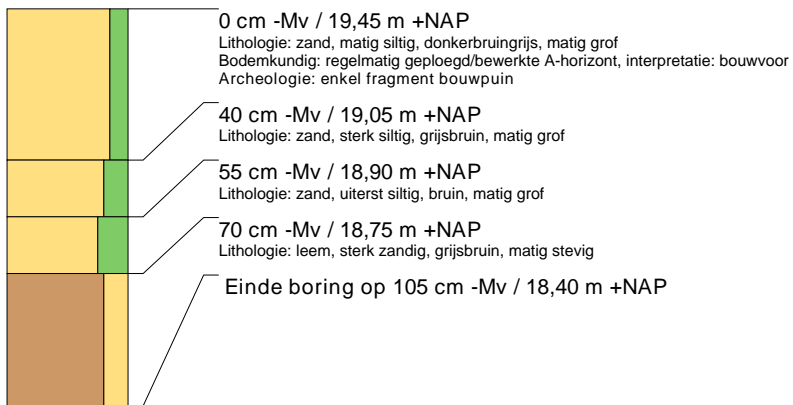 0 cm -Mv / 19,45 m +NAP
Lithologie: zand, matig siltig, donkerbruingrijs, matig grof
Bodemkundig: regelmatig geploegd/bewerkte A-horizont, interpretatie: bouwvoor
Archeologie: enkel fragment bouwpuin
40 cm -Mv / 19,05 m +NAP
Lithologie: zand, sterk siltig, grijsbruin, matig grof
55 cm -Mv / 18,90 m +NAP
Lithologie: zand, uiterst siltig, bruin, matig grof
70 cm -Mv / 18,75 m +NAP
Lithologie: leem, sterk zandig, grijsbruin, matig stevig
Einde boring op 105 cm -Mv / 18,40 m +NAP